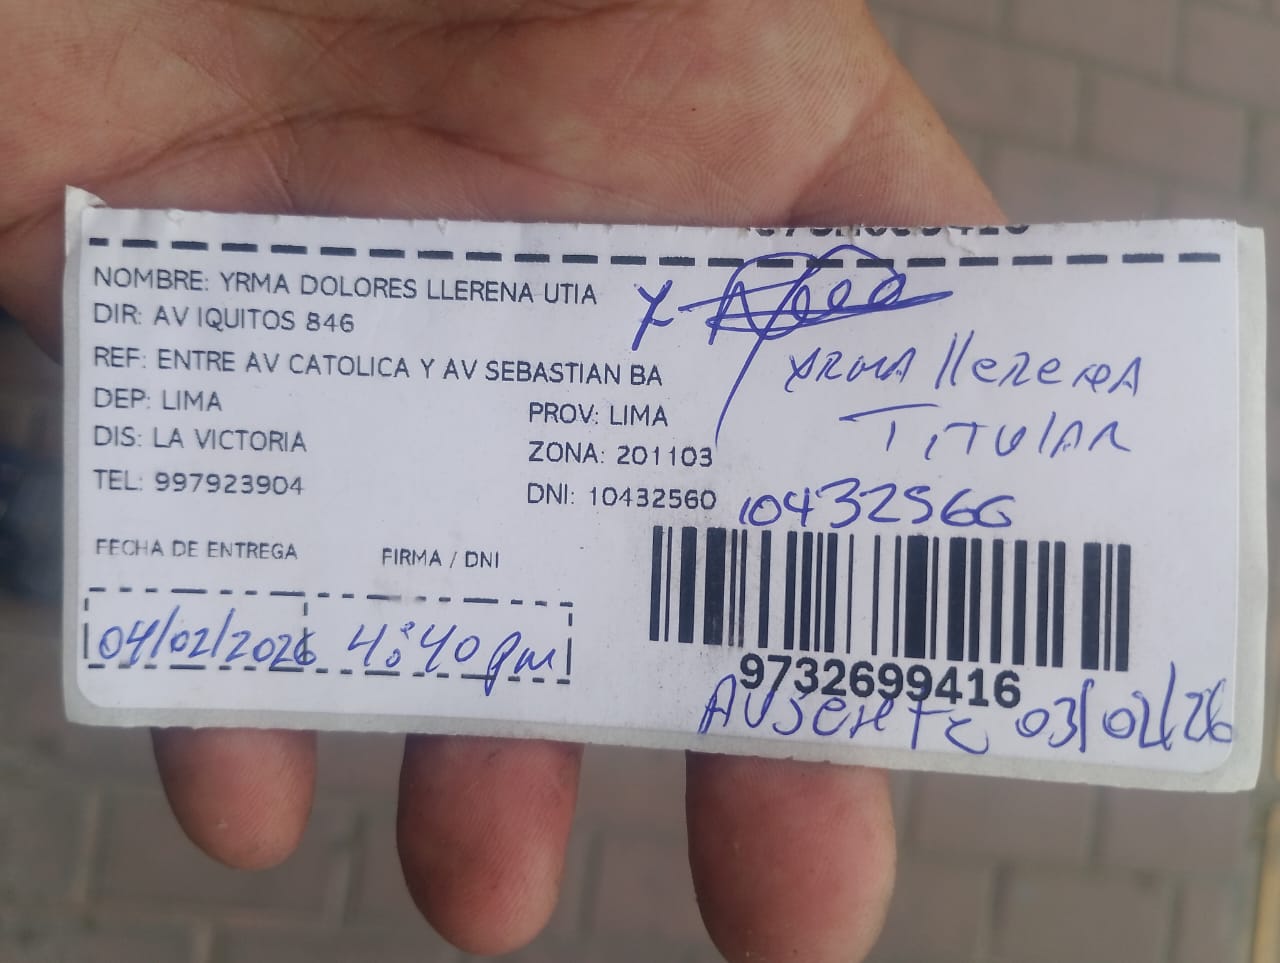 NOMBRE: YRMA DOLORES LLERENA UTIA
DIR: AV IQUITOS 846
REF: ENTRE AV CATOLICA Y AV SEBASTIAN BA
DEP: LIMA PROV: LIMA
DIS: LA VICTORIA ZONA: 201103
TEL: 997923904 DNI: 10432560
YRMA llerena
TITULAR
10432560
FECHA DE ENTREGA FIRMA / DNI
04/02/2026 4:40 pm
9732699416
AUSENTE 03/02/26